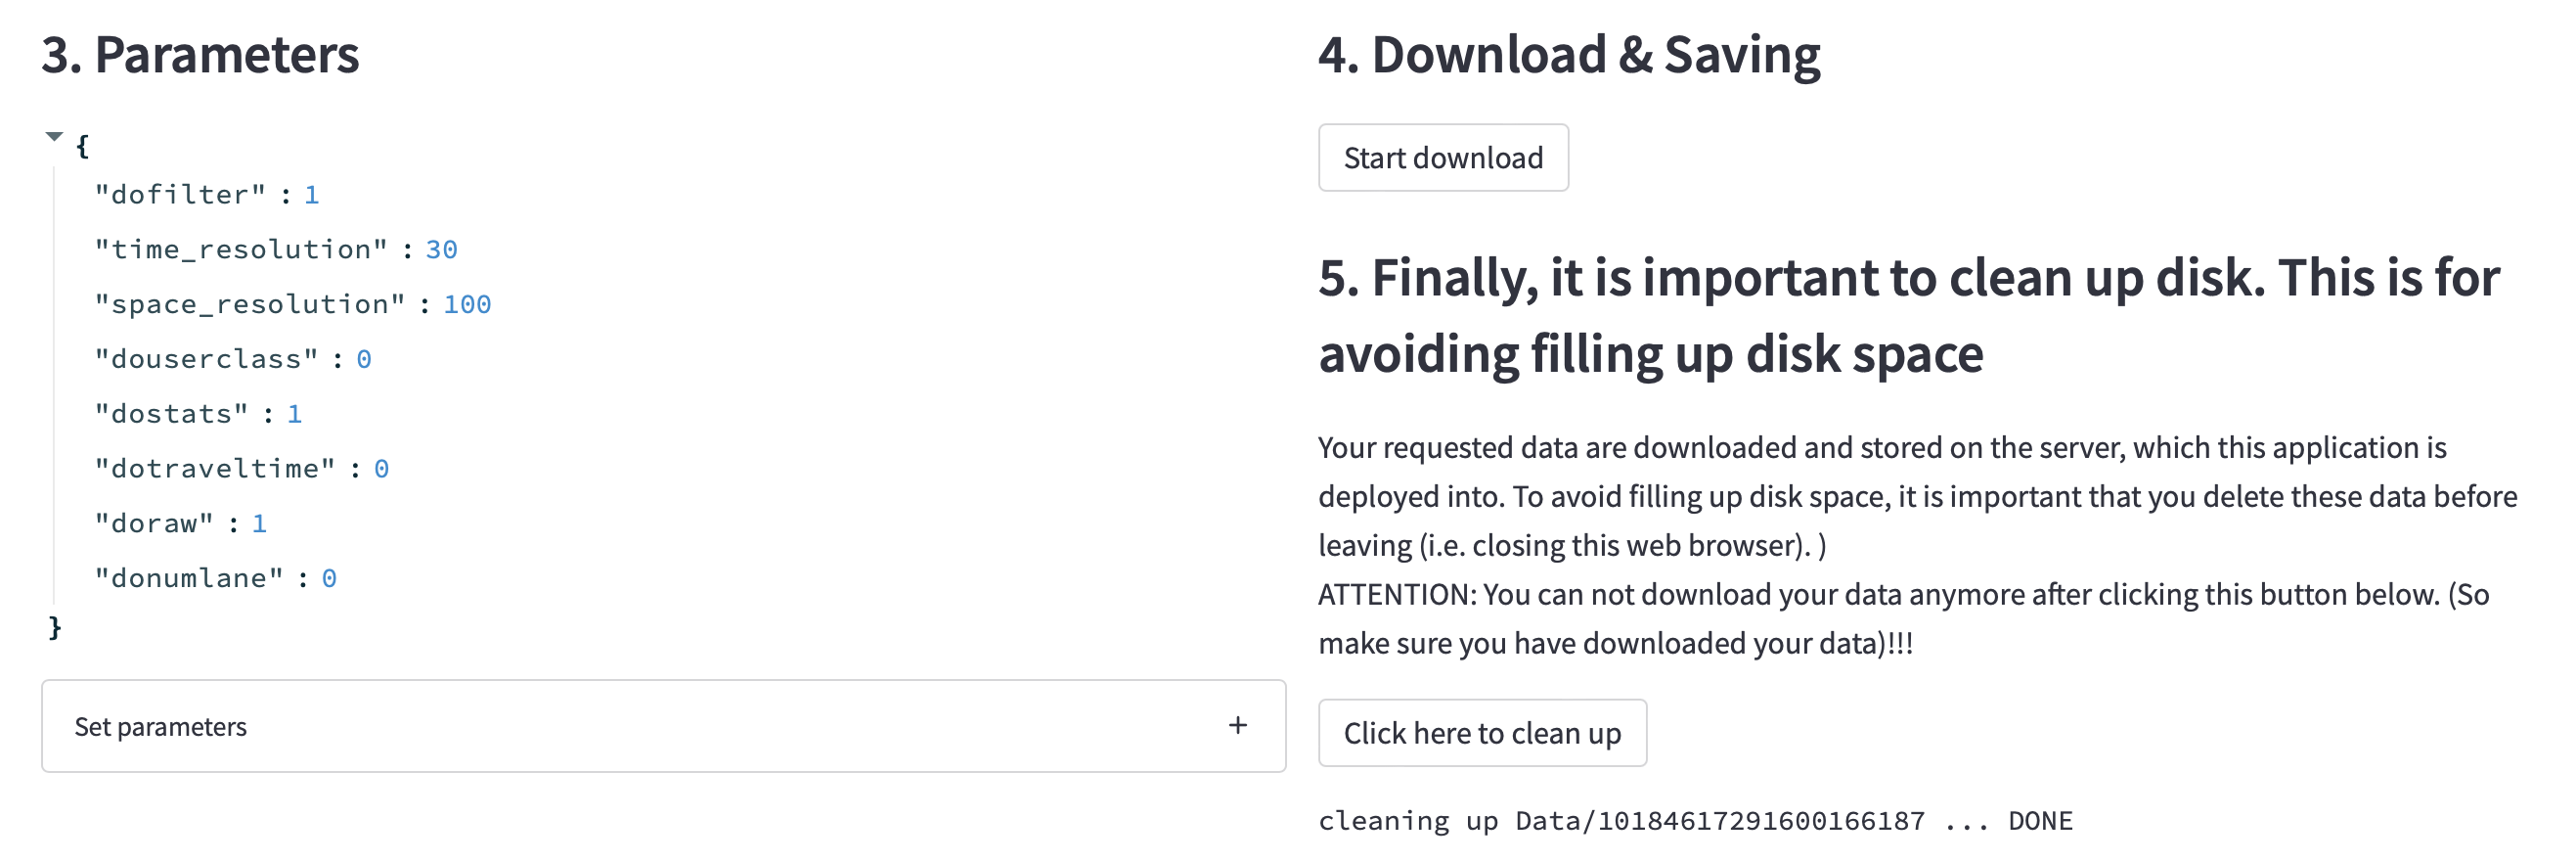 3. Parameters
{
"dofilter" : 1
"time_resolution" : 30
"space_resolution" : 100
"douserclass" : 0
"dostats" : 1
"dotraveltime" : 0
"doraw" : 1
"donumlane" : 0
}
Set parameters +
4. Download & Saving
Start download
5. Finally, it is important to clean up disk. This is for
avoiding filling up disk space
Your requested data are downloaded and stored on the server, which this application is
deployed into. To avoid filling up disk space, it is important that you delete these data before
leaving (i.e. closing this web browser). )
ATTENTION: You can not download your data anymore after clicking this button below. (So
make sure you have downloaded your data)!!!
Click here to clean up
cleaning up Data/10184617291600166187 ... DONE